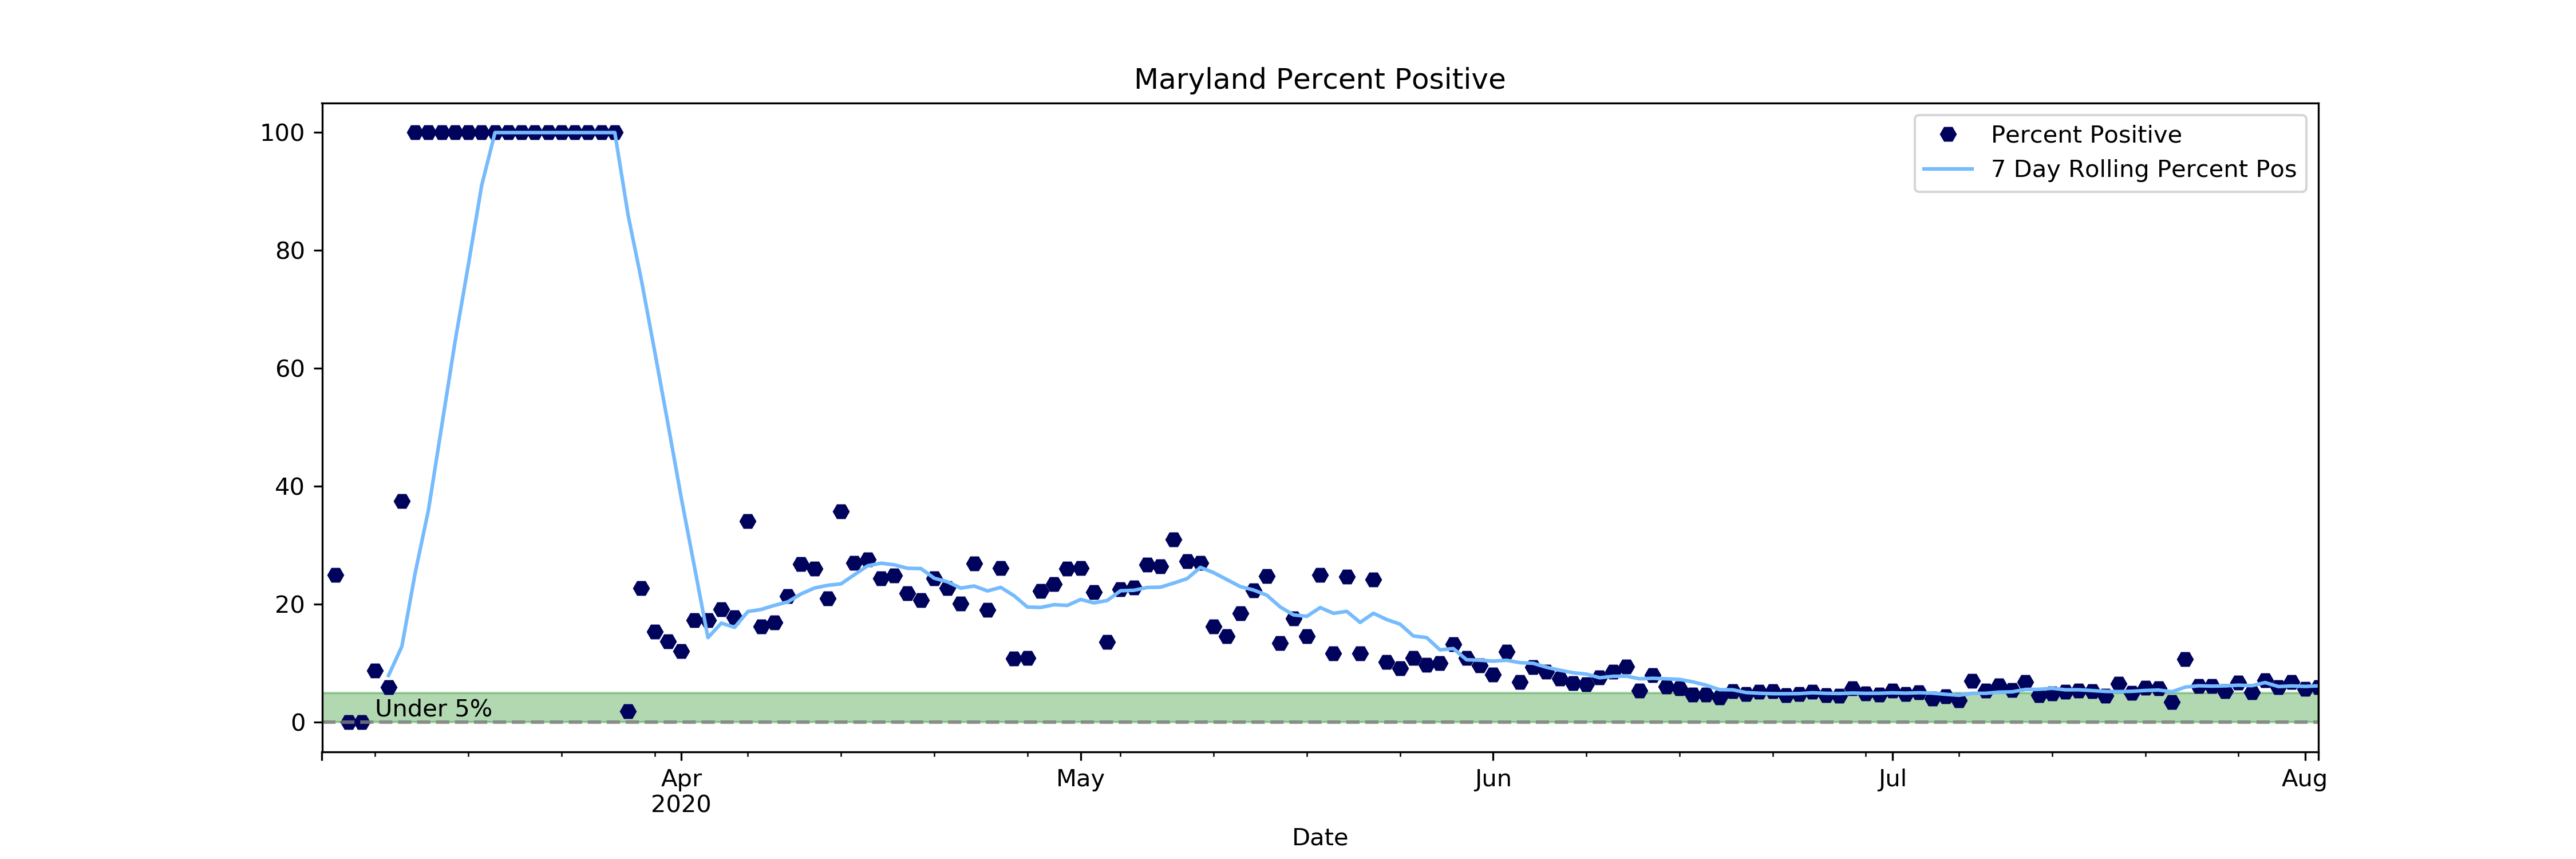 Maryland Percent Positive
100
80
60
40
20
0
Percent Positive
7 Day Rolling Percent Pos
Under 5%
Apr
2020
May
Jun
Jul
Aug
Date